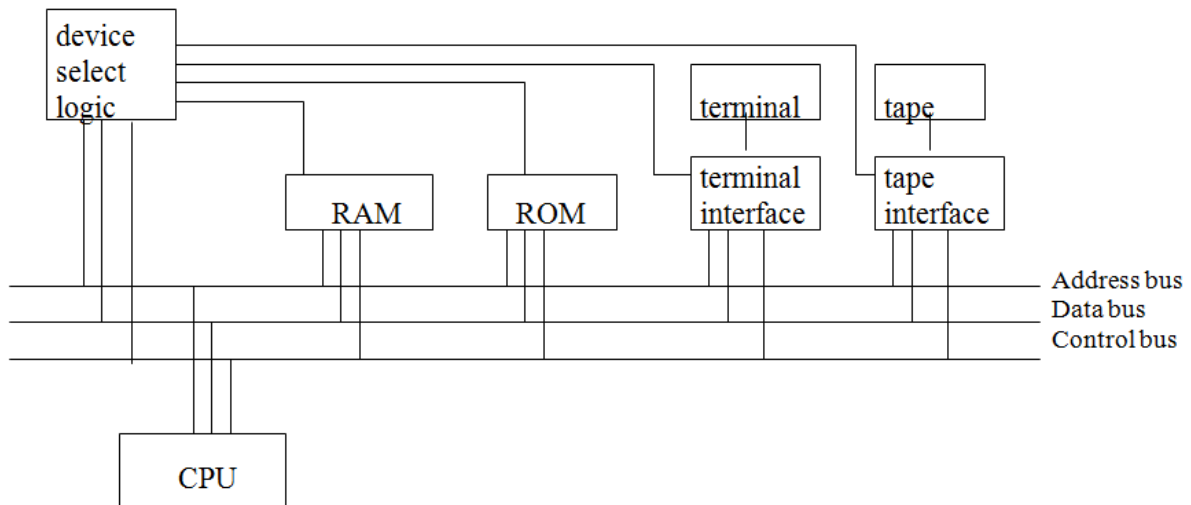 device
select
logic
terminal
tape
terminal
interface
tape
interface
RAM
ROM
Address bus
Data bus
Control bus
CPU